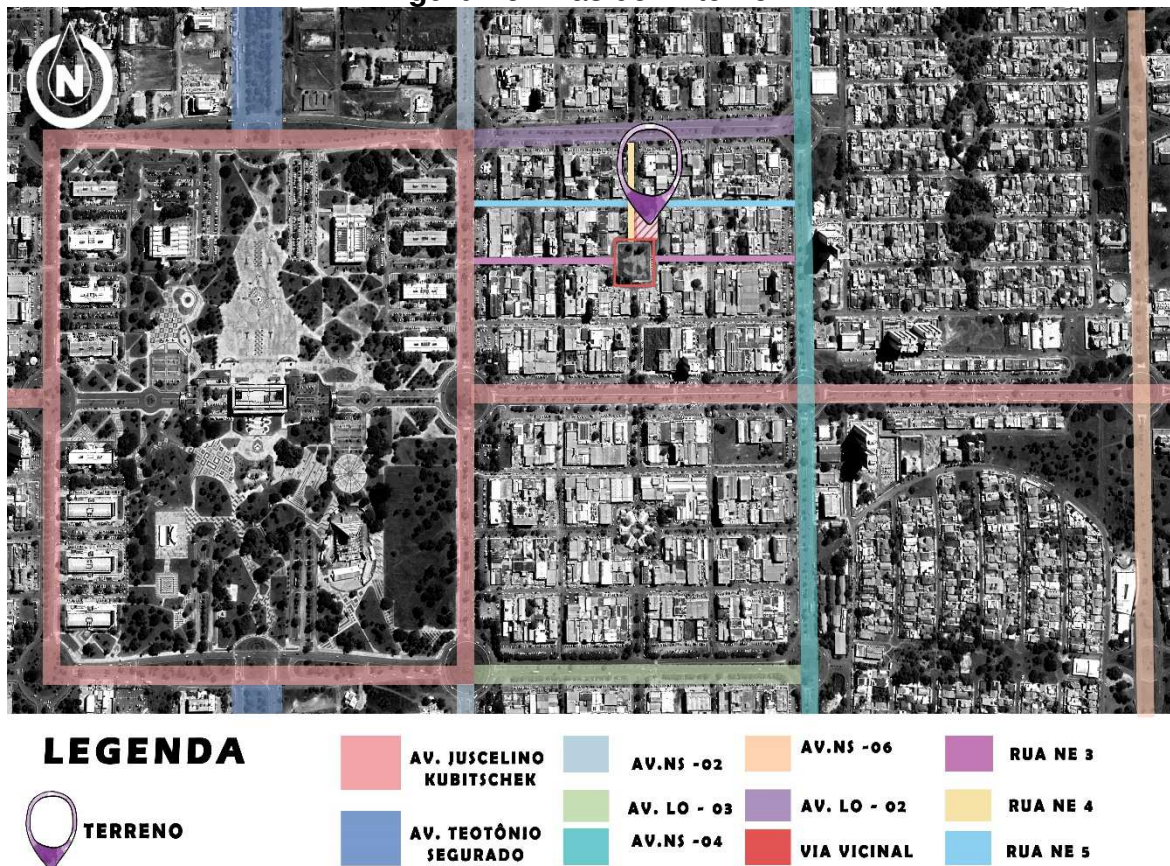 N
LEGENDA
TERRENO
AV. JUSCELINO
KUBITSCHEK
AV. TEOTÔNIO
SEGURADO
AV.NS -02
AV. LO - 03
AV.NS -04
AV.NS -06
AV. LO - 02
VIA VICINAL
RUA NE 3
RUA NE 4
RUA NE 5